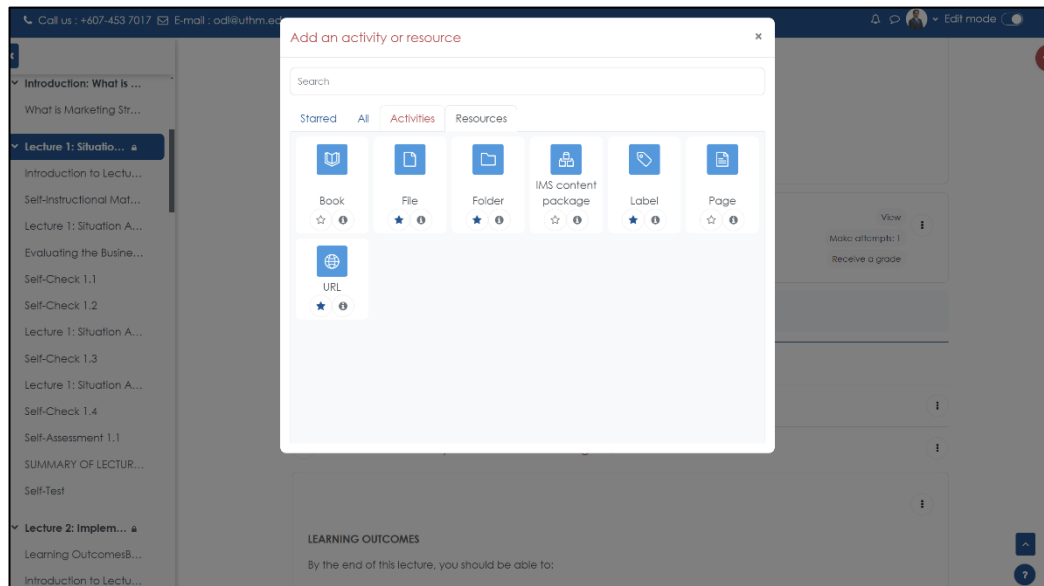 Call us : +607-453 7017 E-mail : odl@uthm.ed
Edit mode
Introduction: What is ...
What is Marketing Str...
Lecture 1: Situatio...
Introduction to Lectu...
Self-Instructional Mat...
Lecture 1: Situation A...
Evaluating the Busine...
Self-Check 1.1
Self-Check 1.2
Lecture 1: Situation A...
Self-Check 1.3
Lecture 1: Situation A...
Self-Check 1.4
Self-Assessment 1.1
SUMMARY OF LECTUR...
Self-Test
Lecture 2: Implem...
Learning OutcomesB...
Introduction to Lectu...
Add an activity or resource
×
Search
Starred All Activities Resources
Book File Folder IMS content package Label Page
URL
View
Make attempts: 1
Receive a grade
LEARNING OUTCOMES
By the end of this lecture, you should be able to:
?